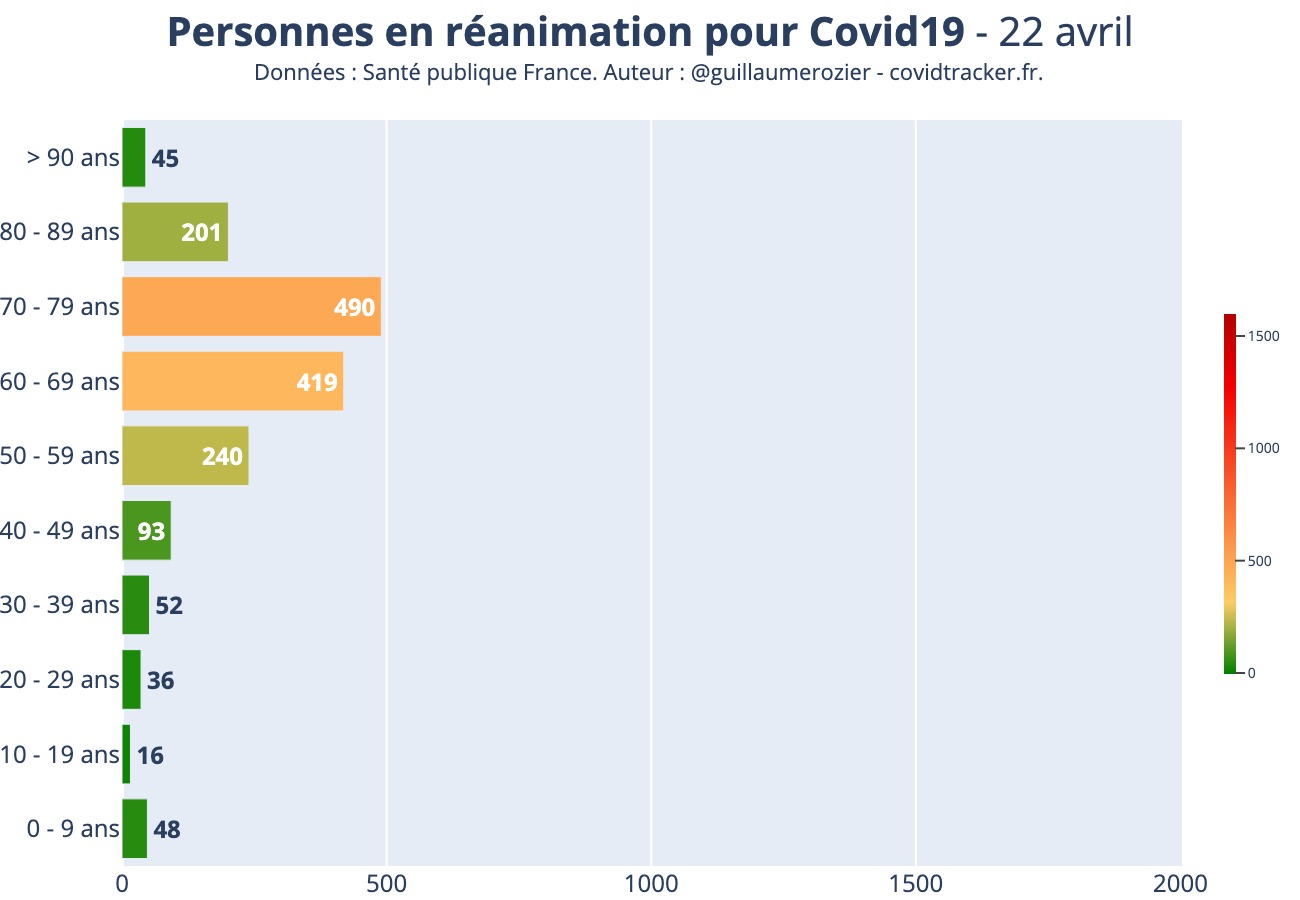 Personnes en réanimation pour Covid19 - 22 avril
Données : Santé publique France. Auteur : @guillaumerozier - covidtracker.fr.
> 90 ans 45
80 - 89 ans 201
70 - 79 ans 490
60 - 69 ans 419
50 - 59 ans 240
40 - 49 ans 93
30 - 39 ans 52
20 - 29 ans 36
10 - 19 ans 16
0 - 9 ans 48
0 500 1000 1500 2000
1500
1000
500
0